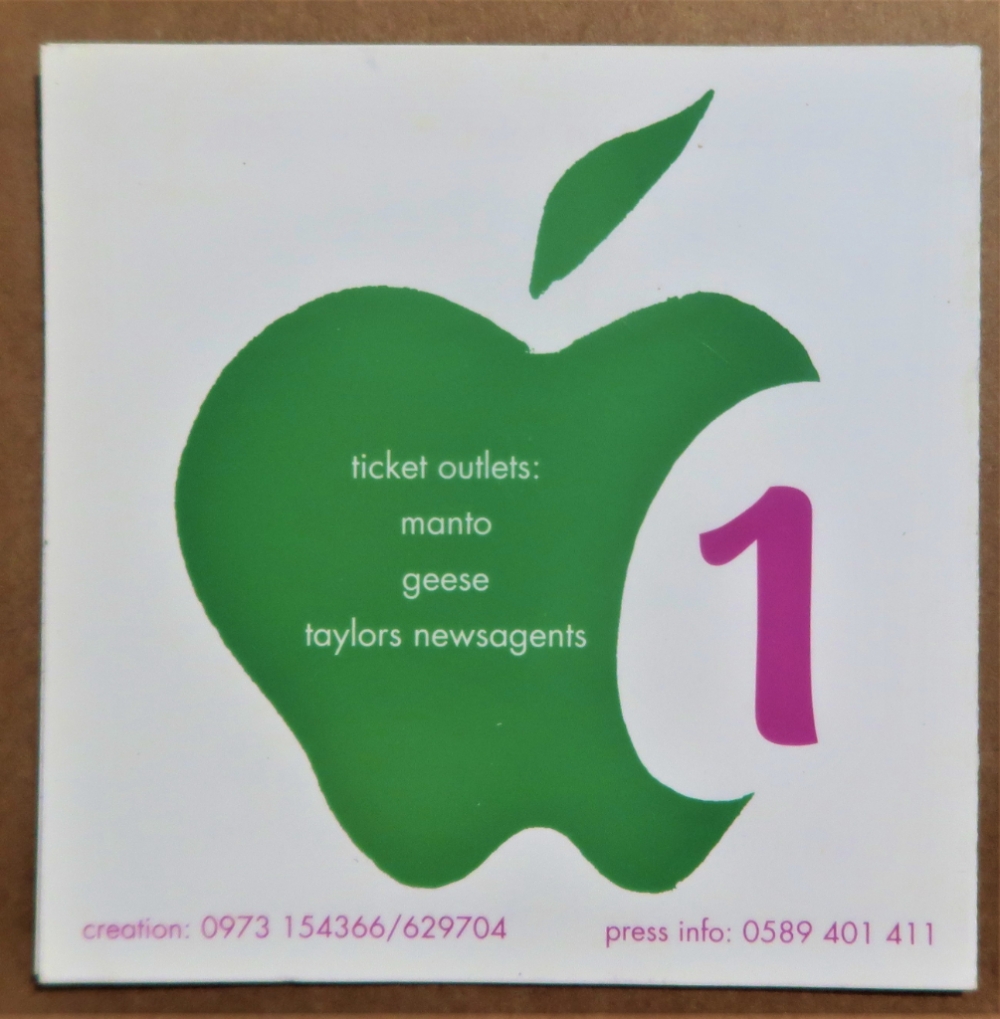 ticket outlets:
manto
geese
taylors newsagents
1
creation: 0973 154366/629704
press info: 0589 401 411